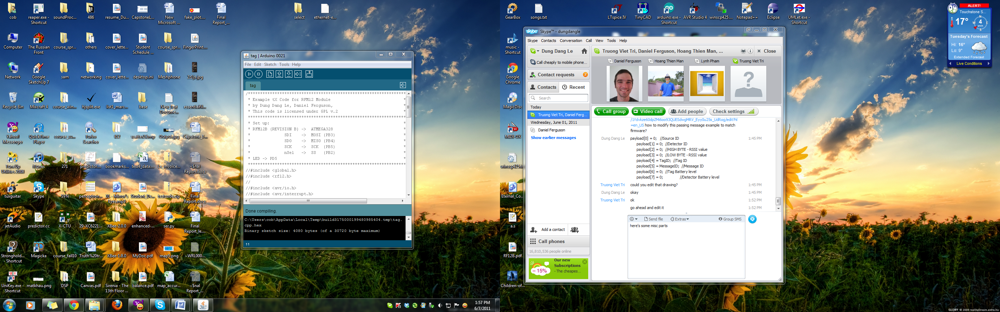 cob
reaper.exe - Shortcut
soundProc...
486
resume_Du...
CapstoneL...
New Microsoft ...
fake_plot....
Final Report_...
select
ethernet-e...
Computer
The Russian Front
course_spr...
others
cover_lette...
Student Schedule ...
course_spr...
FingerPrint....
Network
Google SketchUp 7
sam
networking
cover_lette...
desktop.ini
Meshphone
2z1js.jpg
Recycle Bin
Mixcraft 4
course_win...
hjsplit.exe
list1_marc...
base
New Text Docume...
essentialfil...
Yahoo! Messenger
QuickTime Player
course_su...
Turbo Searcher
412
scatter2.bmp
Output.jpg
Capstone_T...
TuneUp Utilities 2008
iTunes
271
predictor....
bookmarks...
test4_data....
Le_invoice...
~$nal Report.docx
tuxguitar
Skype
SVN
perceptron...
01 - Mirror's Eyes.mp3
Student_De...
testcode.zip
Final Report.docx
jetAudio
predictor.cc
X-CTU
29-XC6221...
XBee-2.0.0
enhanced-...
ser.py
Final Report_le...
Stronghold... - Shortcut
Magicka
course_fall10
Truth%20tr...
XBee-1.8.0
MyDoc.pdf
map5.png
~WRL000...
UniKey.exe - Shortcut
matkhau.png
DSP
Canvas.pdf
Sirenia - The 13th Floor ...
balance.pdf
map_accur...
~$nal Report_...
tag | Arduino 0021
File Edit Sketch Tools Help
tag
/******************************************************************
* Example tX Code for RFM12 Module *
* by Dung Dang Le, Daniel Ferguson, *
* This code is licensed under GPL v.2 *
******************************************************************
* Set up: *
* RFM12B (REVISION B) -> ATMEGA328 *
* SDI -> MOSI (PB3) *
* SDO -> MISO (PB4) *
* SCK -> SCK (PB5) *
* nSel -> SS (PB2) *
* LED -> PD5 *
******************************************************************
//#include <global.h>
//#include <rf12.h>
//
//#include <avr/io.h>
//#include <avr/interrupt.h>
Done compiling.
C:\Users\cob\AppData\Local\Temp\build3175000199480985404.tmp\tag.
cpp.hex
Binary sketch size: 4080 bytes (of a 30720 byte maximum)
11
1:57 PM
6/7/2011
GearBox
songs.txt
LTspice IV
TinyCAD
arduino.exe - Shortcut
AVR Studio 4
winscp425....
Notepad++
Eclipse
UMLet.exe - Shortcut
music - Shortcut
Google Chrome
MagicDisc
MIDI-OX
winscp425.i
Eternal_Co...
a.s
RF12B.pdf
Children-of...
Skype™ - dungdangle
Skype Contacts Conversation Call View Tools Help
Dung Dang Le
Call cheaply to mobile phone...
Contact requests 2
Contacts Recent
Search
Today
Truong Viet Tri, Daniel Ferg...
Wednesday, June 01, 2011
Daniel Ferguson
Show earlier messages
Add a contact
Call phones
16,810,536 people online
Our new
Subscriptions
- 15% - The cheapes...
Truong Viet Tri, Daniel Ferguson, Hoang Thien Man, ...
Close
Daniel Ferguson Hoang Thien Man Lynh Pham Truong Viet Tri
?
Call group Video call Add people Check settings
/1Ydvkze60dpZMi6oo93QUESdwgMRV_Eyy0u25s_UdRog/edit?hl
=en_US how to modify this passing message example to match
firmware?
Dung Dang Le payload[0] = 0; //Source ID 1:45 PM
payload[1] = 0; //Detector ID
payload[2] = 0; //HIGH BYTE - RSSI value
payload[3] = 0; //LOW BYTE - RSSI value
payload[4] = TagID; //Tag ID
payload[5] = MessageID; //Message ID
payload[6] = 0; //Tag Battery level
payload[7] = 0; //Detector Battery level
Truong Viet Tri could you edit that drawing? 1:45 PM
Dung Dang Le okay 1:45 PM
Truong Viet Tri ok 1:52 PM
go ahead and edit it 1:52 PM
Send file Extras Group SMS
here's some misc parts
ALERT!
Touchstone S...
17°
N
W 4 E
km/h
S
Tuesday's Forecast
Hi: 16°
Lo: 9°
Extended Forecast
Live Conditions
GLORY © 2009 realityDream.extra.hu